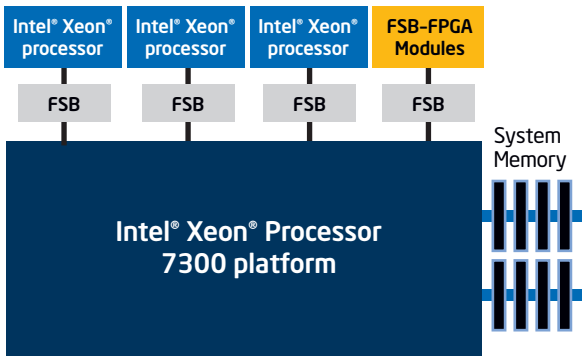 Intel® Xeon®
processor
Intel® Xeon®
processor
Intel® Xeon®
processor
FSB–FPGA
Modules
FSB
FSB
FSB
FSB
System
Memory
Intel® Xeon® Processor
7300 platform